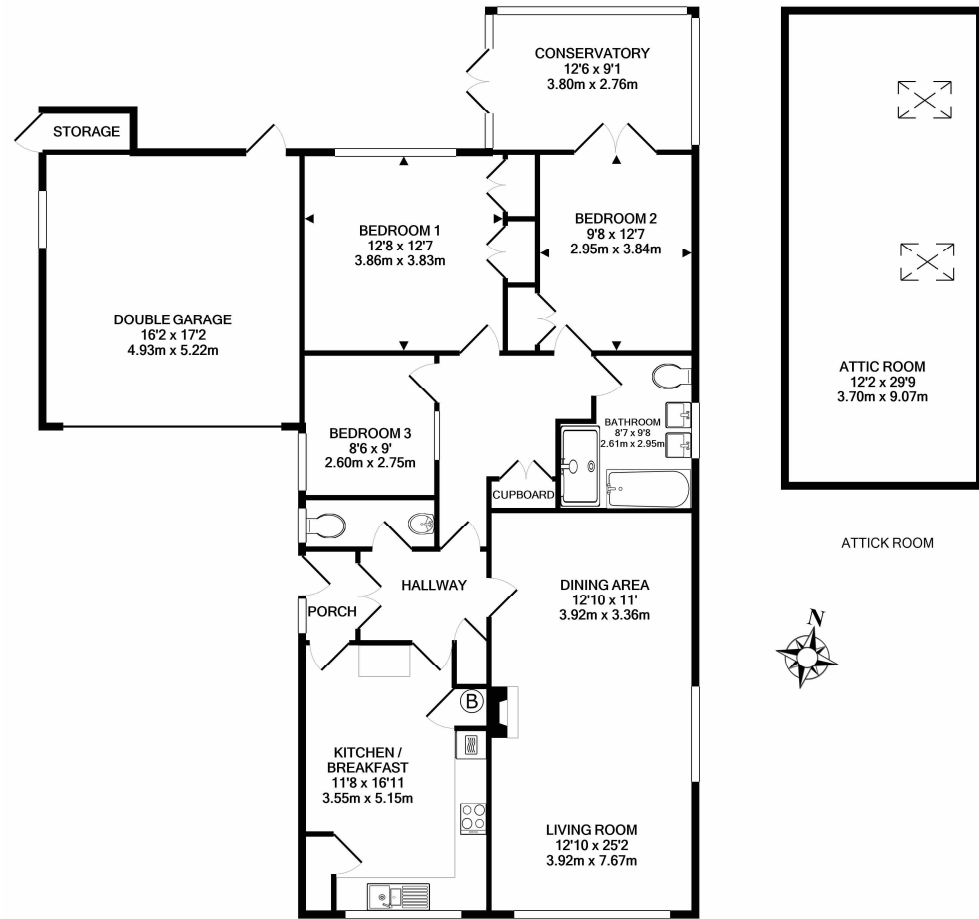 CONSERVATORY
12'6 x 9'1
3.80m x 2.76m
STORAGE
BEDROOM 1
12'8 x 12'7
3.86m x 3.83m
BEDROOM 2
9'8 x 12'7
2.95m x 3.84m
DOUBLE GARAGE
16'2 x 17'2
4.93m x 5.22m
ATTIC ROOM
12'2 x 29'9
3.70m x 9.07m
BEDROOM 3
8'6 x 9'
2.60m x 2.75m
BATHROOM
8'7 x 9'8
2.61m x 2.95m
CUPBOARD
ATTICK ROOM
HALLWAY
PORCH
DINING AREA
12'10 x 11'
3.92m x 3.36m
N
B
KITCHEN /
BREAKFAST
11'8 x 16'11
3.55m x 5.15m
LIVING ROOM
12'10 x 25'2
3.92m x 7.67m